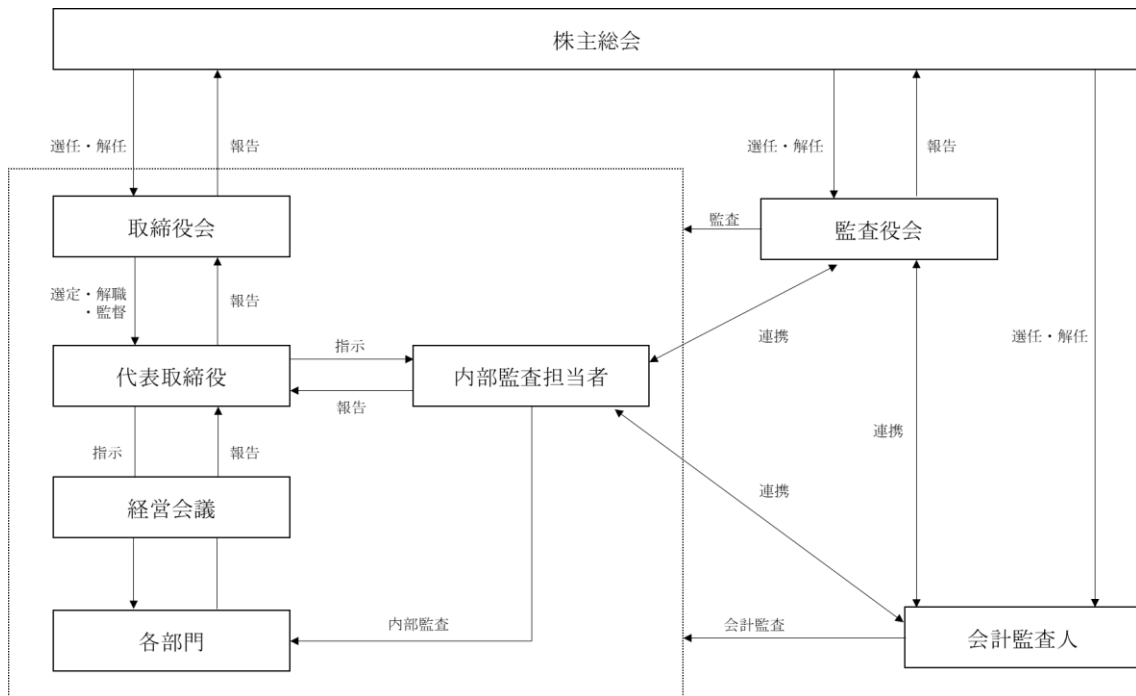 株主総会
選任・解任
報告
選任・解任
報告
取締役会
監査
監査役会
選定・解職
・監督
報告
選任・解任
連携
指示
代表取締役
内部監査担当者
報告
連携
指示
報告
連携
経営会議
内部監査
会計監査
各部門
会計監査人